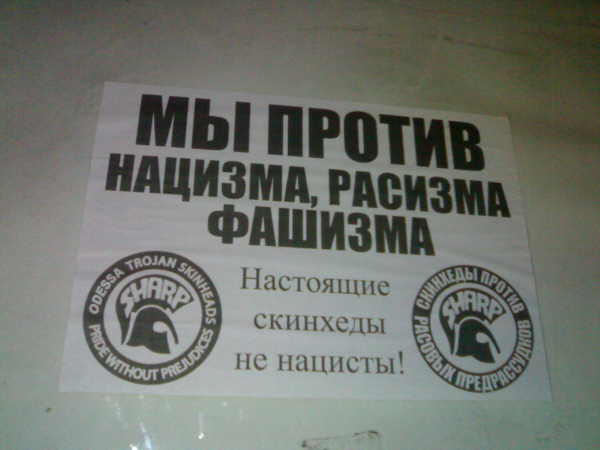 МЫ ПРОТИВ
НАЦИЗМА, РАСИЗМА
ФАШИЗМА
ODESSA TROJAN SKINHEADS
SHARP
PRIDE WITHOUT PREJUDICES
Настоящие
скинхеды
не нацисты!
СКИНХЕДЫ ПРОТИВ
SHARP
РАСОВЫХ ПРЕДРАССУДКОВ